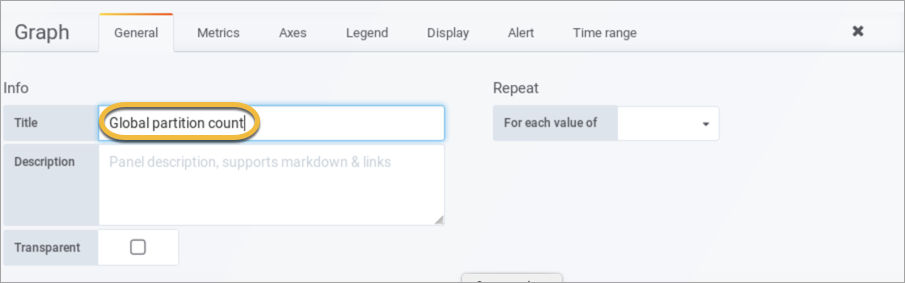 Graph General Metrics Axes Legend Display Alert Time range
Info Repeat
Title Global partition count For each value of
Description Panel description, supports markdown & links
Transparent